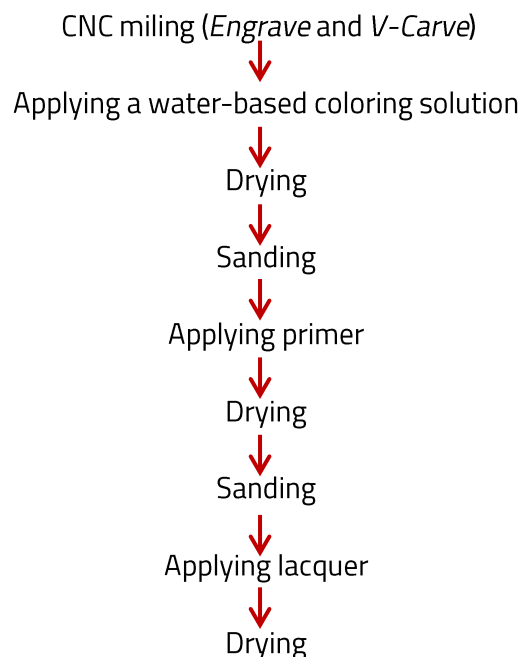 CNC miling (Engrave and V-Carve)
Applying a water-based coloring solution
Drying
Sanding
Applying primer
Drying
Sanding
Applying lacquer
Drying